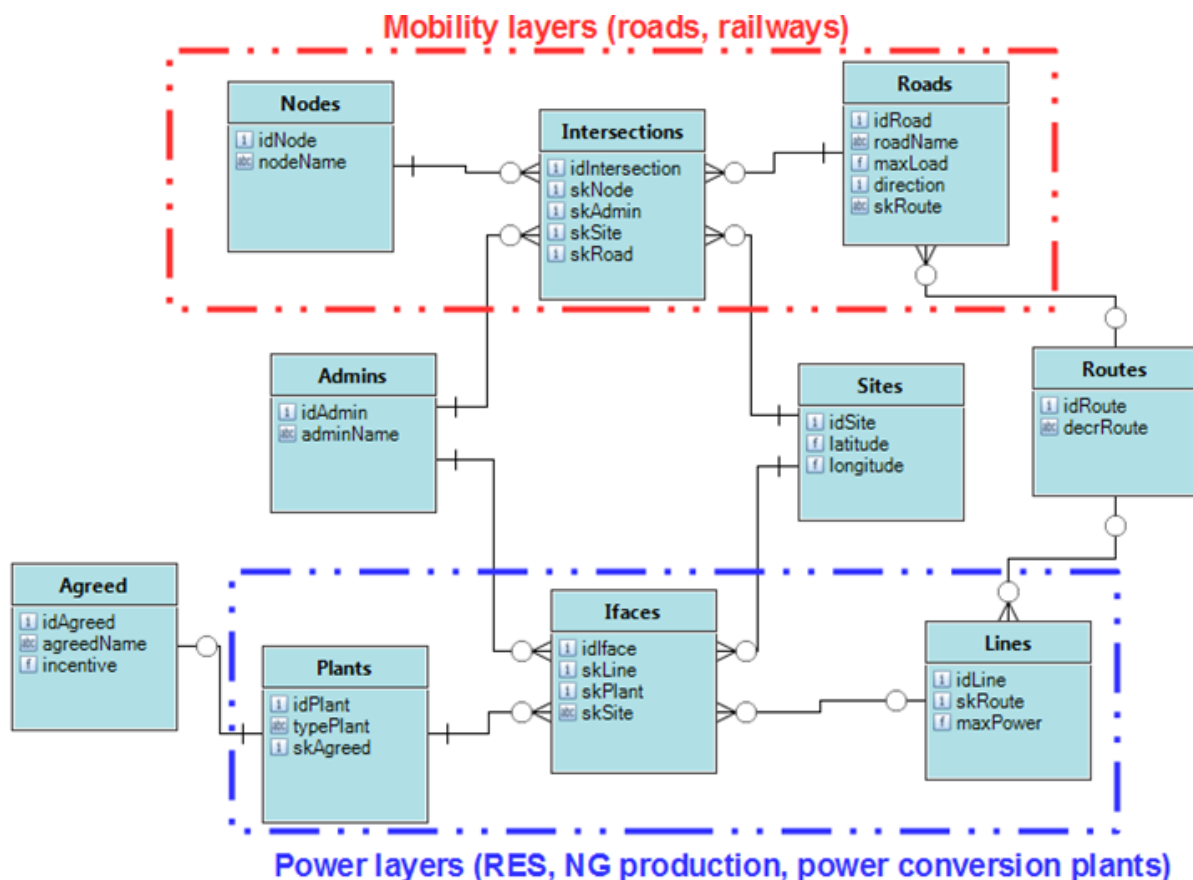 Mobility layers (roads, railways)
Nodes
idNode
nodeName
Intersections
idIntersection
skNode
skAdmin
skSite
skRoad
Roads
idRoad
roadName
maxLoad
direction
skRoute
Admins
idAdmin
adminName
Sites
idSite
latitude
longitude
Routes
idRoute
decrRoute
Agreed
idAgreed
agreedName
incentive
Plants
idPlant
typePlant
skAgreed
Ifaces
idIface
skLine
skPlant
skSite
Lines
idLine
skRoute
maxPower
Power layers (RES, NG production, power conversion plants)